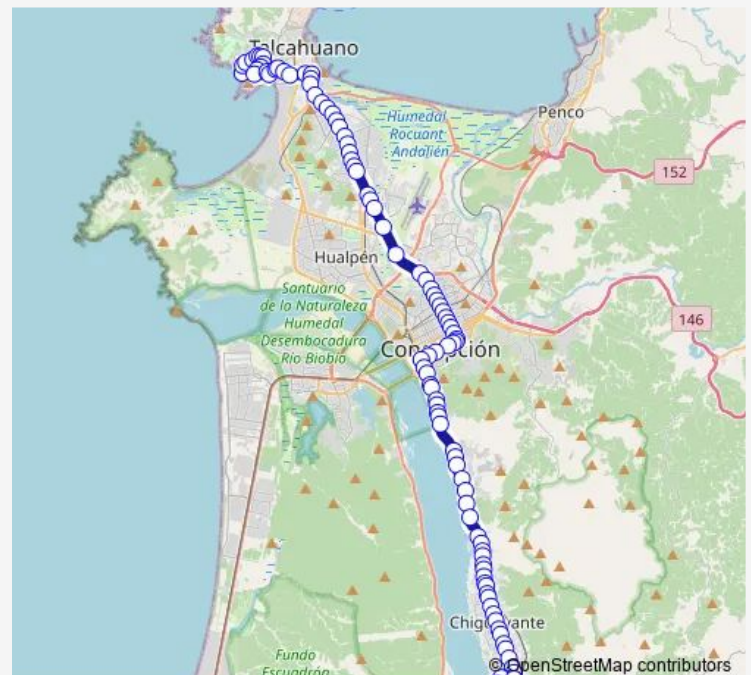 Talcahuano
Penco
Humedal
Rocuant
Andalién
152
Hualpén
Santuario
de la Naturaleza
Humedal
Desembocadura
Río Biobío
146
Concepción
Chiguayante
Fundo
Escuadrón
© OpenStreetMap contributors